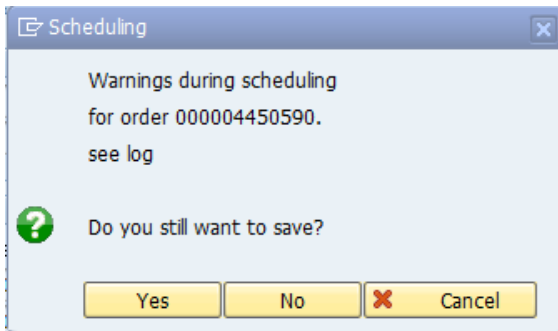 Scheduling
Warnings during scheduling
for order 000004450590.
see log
Do you still want to save?
Yes No Cancel